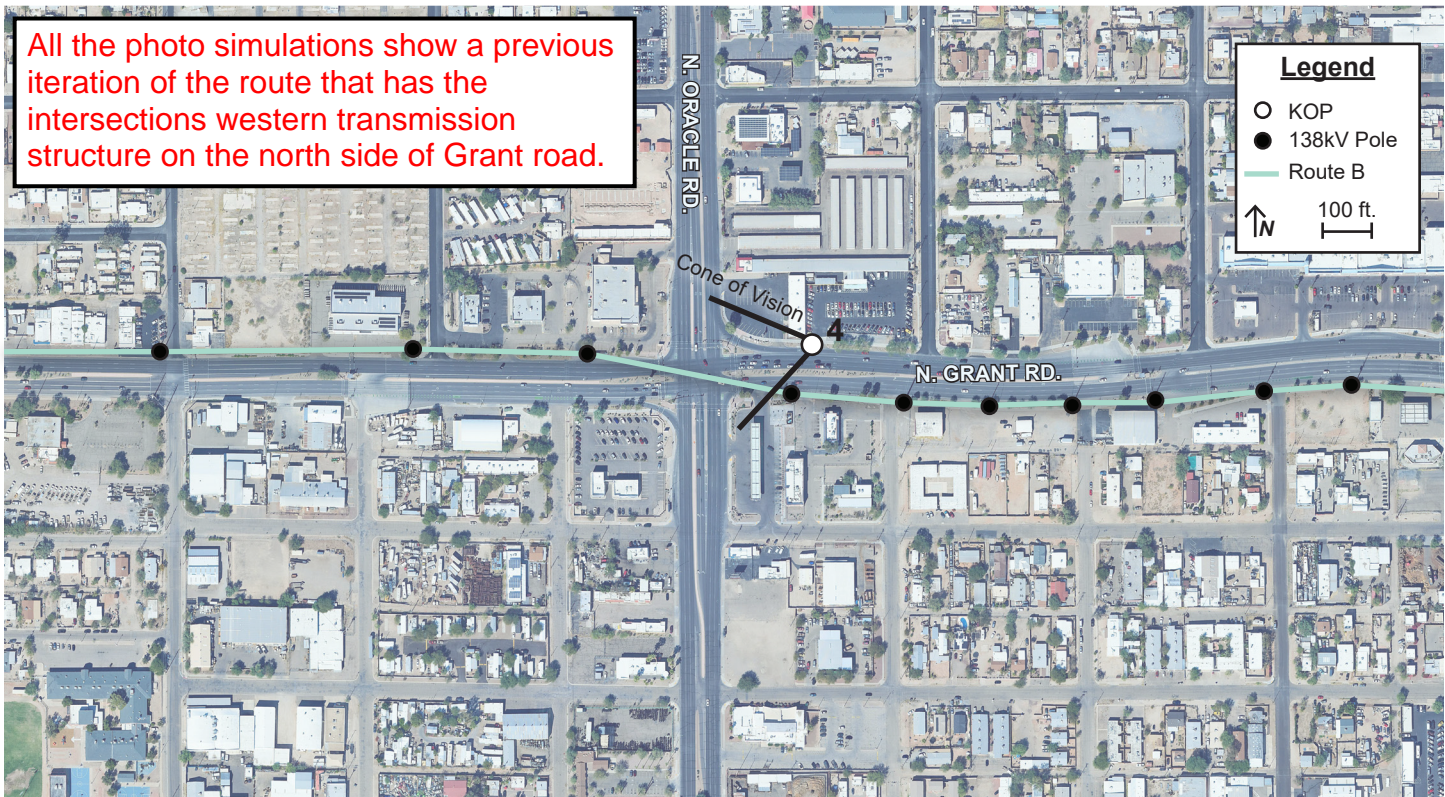 All the photo simulations show a previous
iteration of the route that has the
intersections western transmission
structure on the north side of Grant road.
N. ORACLE RD.
Legend
KOP
138kV Pole
Route B
N
100 ft.
Cone of Vision
4
N. GRANT RD.